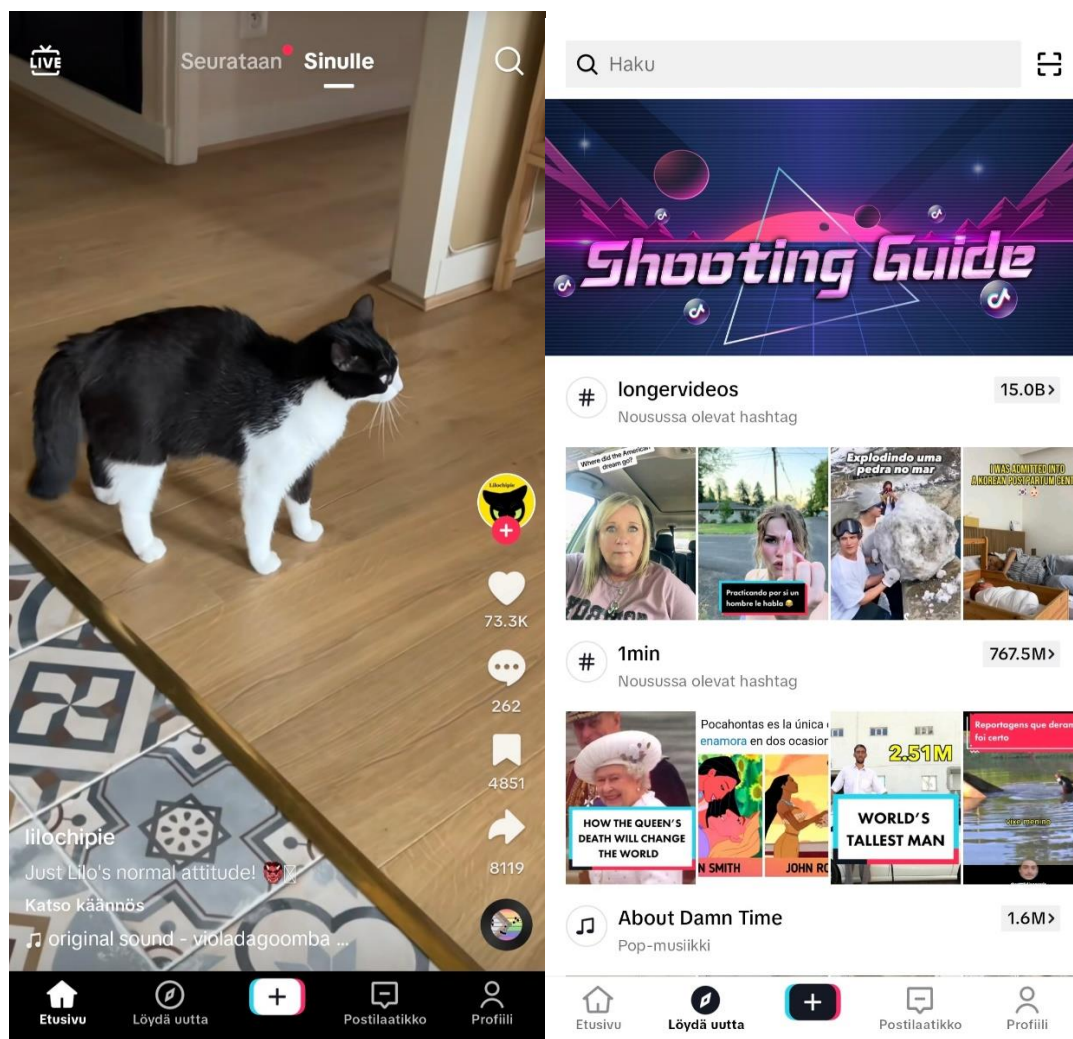 LIVE
Seurataan Sinulle
Lilochipie
73.3K
262
4851
8119
lilochipie
Just Lilo's normal attitude! 👹
Katso käännös
original sound - violadagoomba ...
Etusivu Löydä uutta Postilaatikko Profiili
Haku
Shooting Guide
# longervideos 15.0B>
Nousussa olevat hashtag
Where did the American
dream go?
Practicando por si un
hombre le habla 😂
Explodindo uma
pedra no mar
I WAS ADMITTED INTO
A KOREAN POSTPARTUM CENT
# 1min 767.5M>
Nousussa olevat hashtag
HOW THE QUEEN'S
DEATH WILL CHANGE
THE WORLD
Pocahontas es la única
enamora en dos ocasion
N SMITH JOHN RO
2.51M
WORLD'S
TALLEST MAN
Reportagens que deram
foi certo
vixe menino
About Damn Time 1.6M>
Pop-musiikki
Etusivu Löydä uutta Postilaatikko Profiili